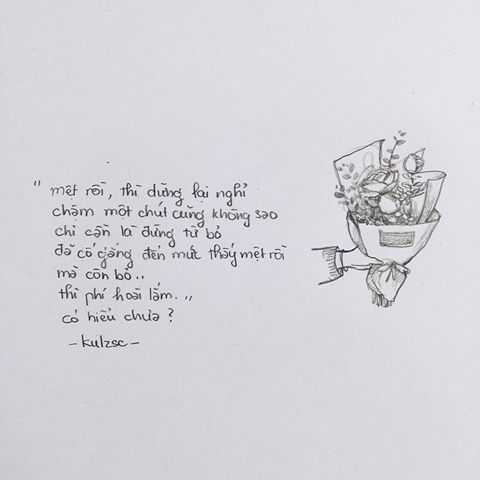 "mệt rồi, thì dừng lại nghỉ
chậm một chút cũng không sao
chỉ cần là đừng từ bỏ
đã cố gắng đến mức thấy mệt rồi
mà còn bỏ..
thì phí hoài lắm.."
có hiểu chưa?
-kulzsc-